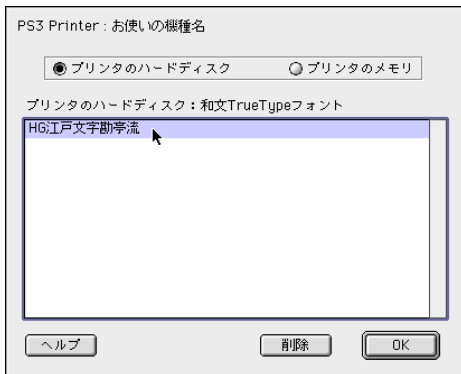 PS3 Printer : お使いの機種名
プリンタのハードディスク プリンタのメモリ
プリンタのハードディスク：和文TrueTypeフォント
HG江戸文字勘亭流
ヘルプ 削除 OK